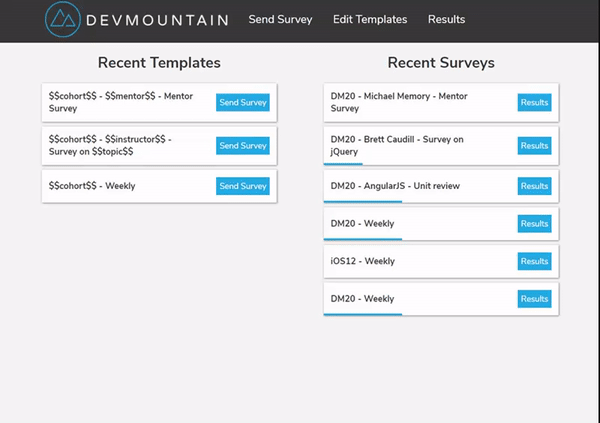 DEVMOUNTAIN Send Survey Edit Templates Results
Recent Templates
$$cohort$$ - $$mentor$$ - Mentor
Survey
Send Survey
$$cohort$$ - $$instructor$$ -
Survey on $$topic$$
Send Survey
$$cohort$$ - Weekly
Send Survey
Recent Surveys
DM20 - Michael Memory - Mentor
Survey
Results
DM20 - Brett Caudill - Survey on
jQuery
Results
DM20 - AngularJS - Unit review
Results
DM20 - Weekly
Results
iOS12 - Weekly
Results
DM20 - Weekly
Results